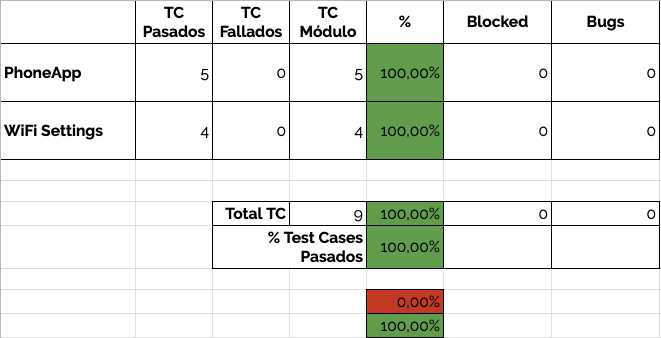 TC Pasados TC Fallados TC Módulo % Blocked Bugs
PhoneApp 5 0 5 100,00% 0 0
WiFi Settings 4 0 4 100,00% 0 0
Total TC 9 100,00% 0 0
% Test Cases Pasados 100,00%
0,00%
100,00%